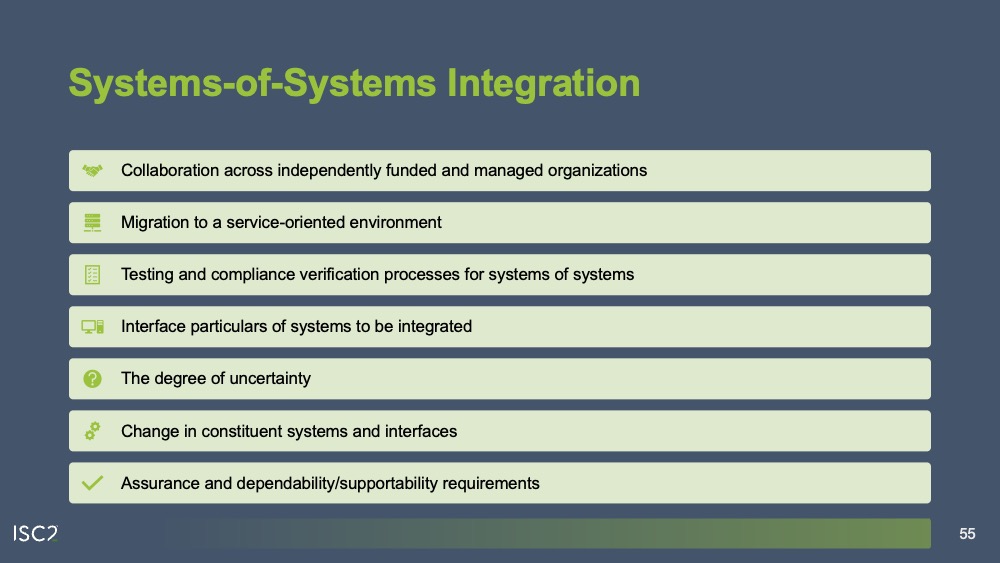 Systems-of-Systems Integration
Collaboration across independently funded and managed organizations
Migration to a service-oriented environment
Testing and compliance verification processes for systems of systems
Interface particulars of systems to be integrated
The degree of uncertainty
Change in constituent systems and interfaces
Assurance and dependability/supportability requirements
ISC2
55